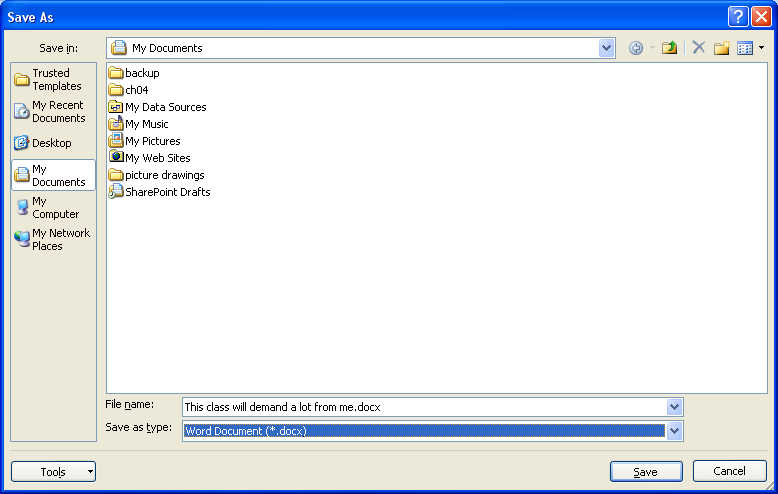 Save As
Save in:
My Documents
Trusted
Templates
My Recent
Documents
Desktop
My
Documents
My
Computer
My Network
Places
backup
ch04
My Data Sources
My Music
My Pictures
My Web Sites
picture drawings
SharePoint Drafts
File name:
This class will demand a lot from me.docx
Save as type:
Word Document (*.docx)
Tools
Save
Cancel